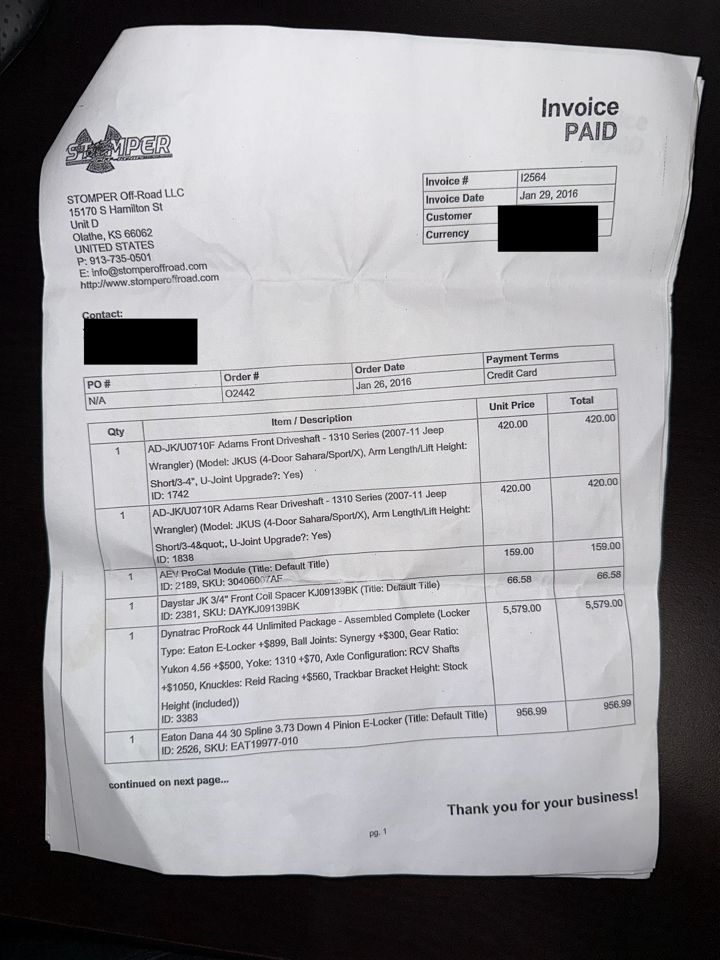 Invoice
PAID
STOMPER
STOMPER Off-Road LLC
15170 S Hamilton St
Unit D
Olathe, KS 66062
UNITED STATES
P: 913-735-0501
E: info@stomperoffroad.com
http://www.stomperoffroad.com
Invoice # I2564
Invoice Date Jan 29, 2016
Customer
Currency
Contact:
PO # Order # Order Date Payment Terms
N/A O2442 Jan 26, 2016 Credit Card
Qty Item / Description Unit Price Total
1 AD-JK/U0710F Adams Front Driveshaft - 1310 Series (2007-11 Jeep 420.00 420.00
Wrangler) (Model: JKUS (4-Door Sahara/Sport/X), Arm Length/Lift Height:
Short/3-4", U-Joint Upgrade?: Yes)
ID: 1742
1 AD-JK/U0710R Adams Rear Driveshaft - 1310 Series (2007-11 Jeep 420.00 420.00
Wrangler) (Model: JKUS (4-Door Sahara/Sport/X), Arm Length/Lift Height:
Short/3-4&quot;, U-Joint Upgrade?: Yes)
ID: 1838
1 AEV ProCal Module (Title: Default Title) 159.00 159.00
ID: 2189, SKU: 30406007AF
1 Daystar JK 3/4" Front Coil Spacer KJ09139BK (Title: Default Title) 66.58 66.58
ID: 2381, SKU: DAYKJ09139BK
1 Dynatrac ProRock 44 Unlimited Package - Assembled Complete (Locker 5,579.00 5,579.00
Type: Eaton E-Locker +$899, Ball Joints: Synergy +$300, Gear Ratio:
Yukon 4.56 +$500, Yoke: 1310 +$70, Axle Configuration: RCV Shafts
+$1050, Knuckles: Reid Racing +$560, Trackbar Bracket Height: Stock
Height (included))
ID: 3383
1 Eaton Dana 44 30 Spline 3.73 Down 4 Pinion E-Locker (Title: Default Title) 956.99 956.99
ID: 2526, SKU: EAT19977-010
continued on next page...
Thank you for your business!
pg. 1